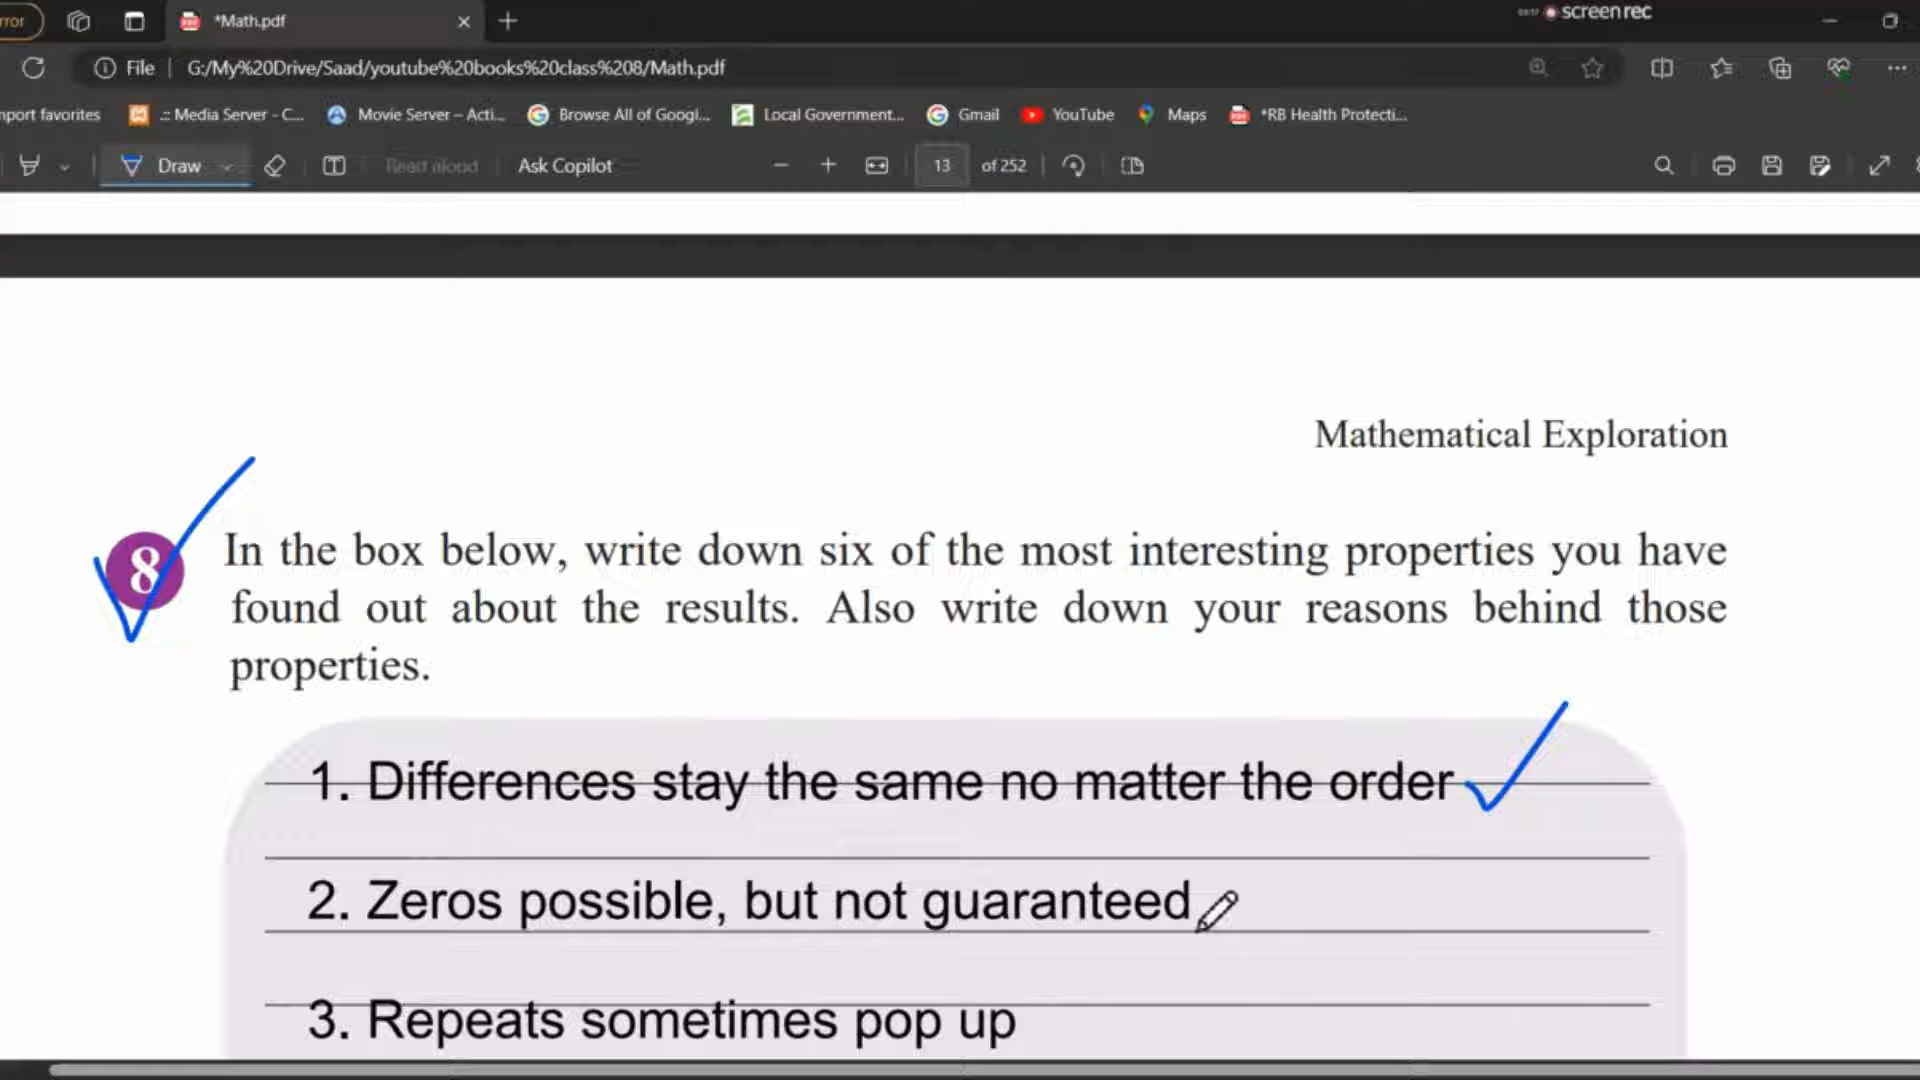 rror
*Math.pdf
screenrec
File
G:/My%20Drive/Saad/youtube%20books%20class%208/Math.pdf
mport favorites
.:: Media Server - C...
Movie Server – Acti...
Browse All of Googl...
Local Government...
Gmail
YouTube
Maps
*RB Health Protecti...
Draw
Read aloud
Ask Copilot
13
of 252
Mathematical Exploration
8 In the box below, write down six of the most interesting properties you have
found out about the results. Also write down your reasons behind those
properties.
1. Differences stay the same no matter the order
2. Zeros possible, but not guaranteed
3. Repeats sometimes pop up